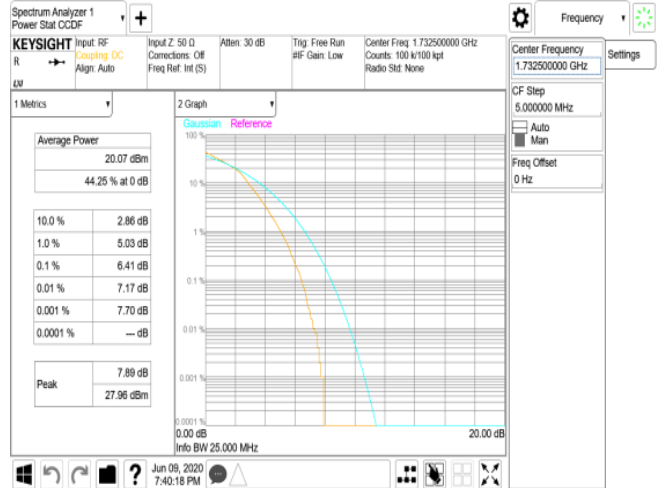 Spectrum Analyzer 1
Power Stat CCDF
+
Frequency
KEYSIGHT
R
LXI
Input: RF
Coupling: DC
Align: Auto
Input Z: 50 Ω
Corrections: Off
Freq Ref: Int (S)
Atten: 30 dB
Trig: Free Run
#IF Gain: Low
Center Freq: 1.732500000 GHz
Counts: 100 k/100 kpt
Radio Std: None
Center Frequency
1.732500000 GHz
Settings
CF Step
5.000000 MHz
Auto
Man
Freq Offset
0 Hz
1 Metrics
Average Power
20.07 dBm
44.25 % at 0 dB
10.0 % 2.86 dB
1.0 % 5.03 dB
0.1 % 6.41 dB
0.01 % 7.17 dB
0.001 % 7.70 dB
0.0001 % --- dB
Peak
7.89 dB
27.96 dBm
2 Graph
Gaussian Reference
100 %
10 %
1 %
0.1 %
0.01 %
0.001 %
0.0001 %
0.00 dB 20.00 dB
Info BW 25.000 MHz
?
Jun 09, 2020
7:40:18 PM